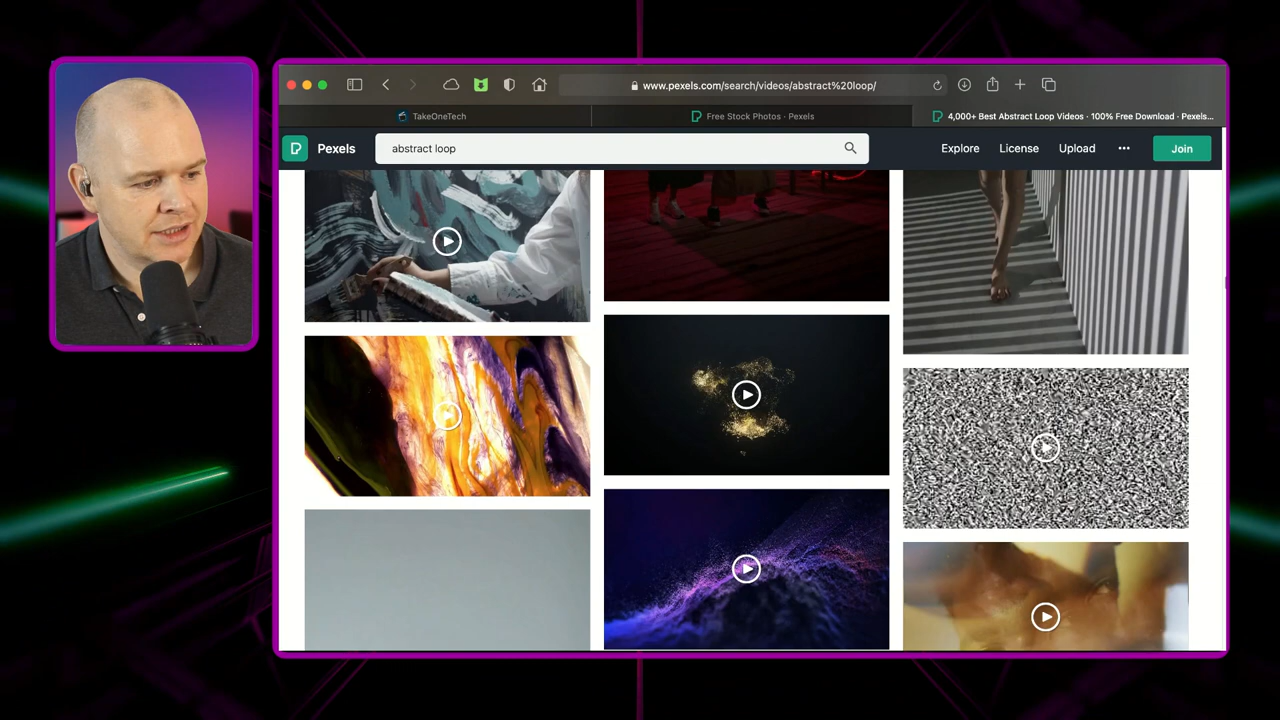 www.pexels.com/search/videos/abstract%20loop/
TakeOneTech
Free Stock Photos · Pexels
4,000+ Best Abstract Loop Videos · 100% Free Download · Pexels...
Pexels
abstract loop
Explore
License
Upload
Join